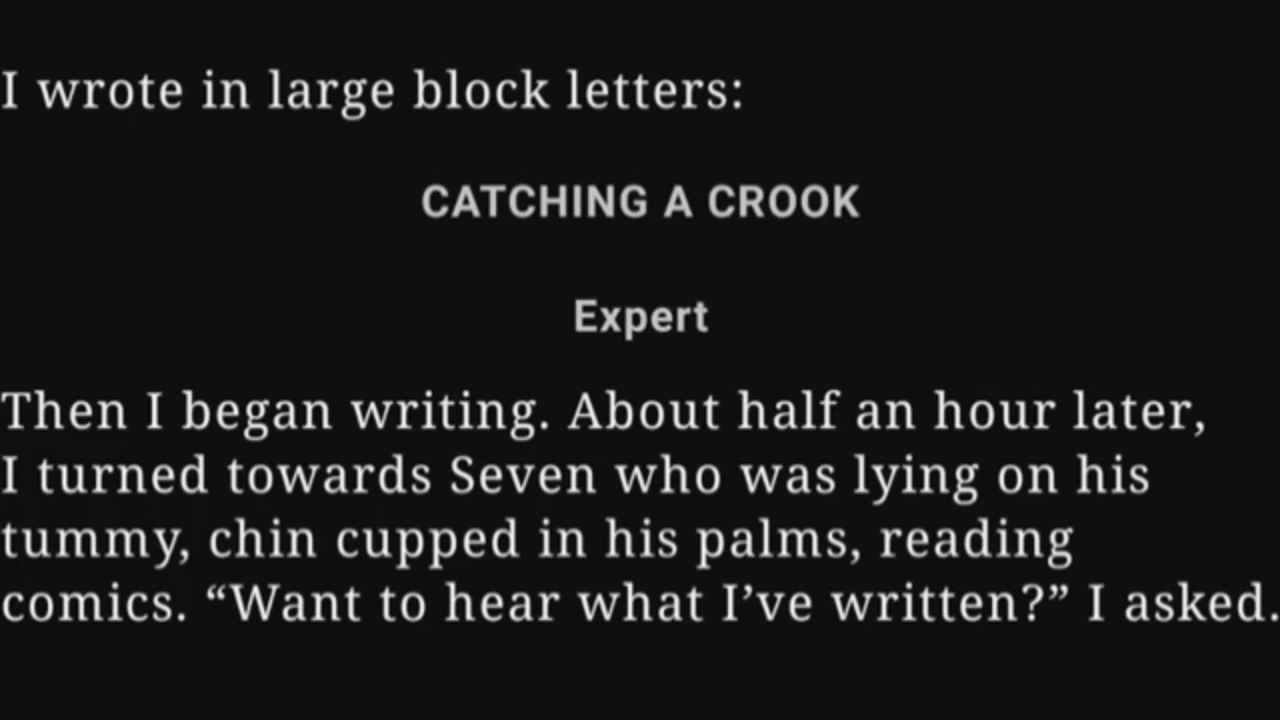 I wrote in large block letters:
CATCHING A CROOK
Expert
Then I began writing. About half an hour later,
I turned towards Seven who was lying on his
tummy, chin cupped in his palms, reading
comics. “Want to hear what I’ve written?” I asked.